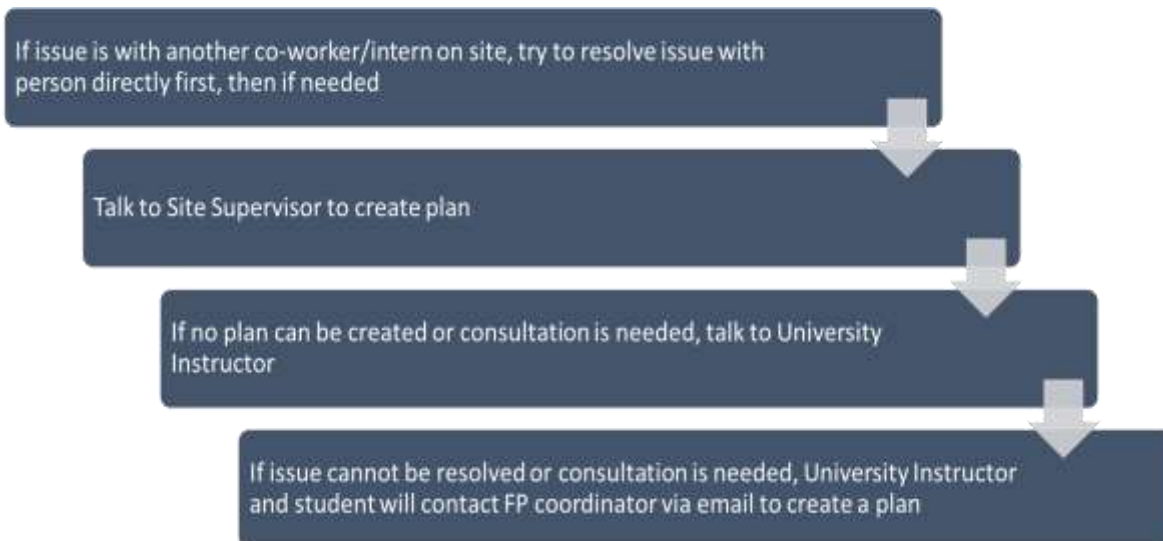 If issue is with another co-worker/intern on site, try to resolve issue with
person directly first, then if needed
Talk to Site Supervisor to create plan
If no plan can be created or consultation is needed, talk to University
Instructor
If issue cannot be resolved or consultation is needed, University Instructor
and student will contact FP coordinator via email to create a plan